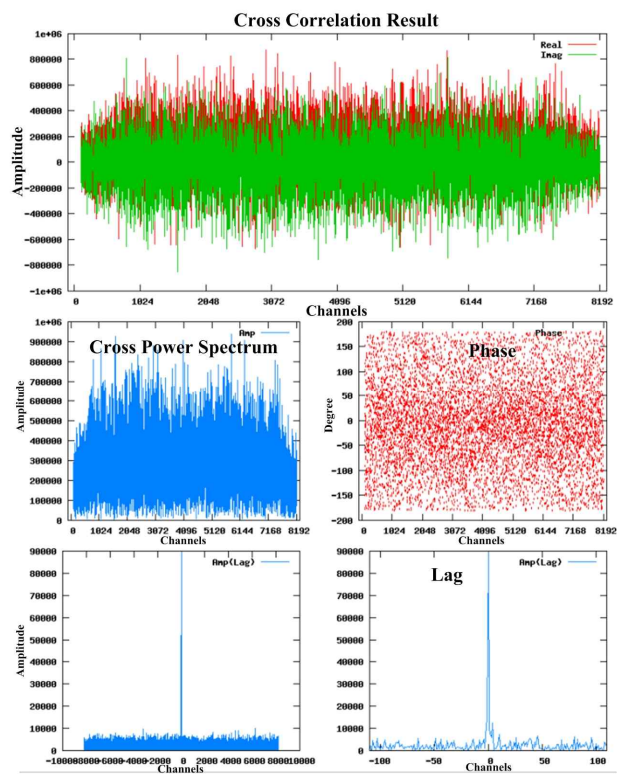 Cross Correlation Result
1e+06
800000
600000
400000
200000
0
-200000
-400000
-600000
-800000
-1e+06
Amplitude
Real
Imag
0 1024 2048 3072 4096 5120 6144 7168 8192
Channels
1e+06
900000
800000
700000
600000
500000
400000
300000
200000
100000
0
Amplitude
Amp
Cross Power Spectrum
0 1024 2048 3072 4096 5120 6144 7168 8192
Channels
200
150
100
50
0
-50
-100
-150
-200
Degree
Phase
Phase
0 1024 2048 3072 4096 5120 6144 7168 8192
Channels
90000
80000
70000
60000
50000
40000
30000
20000
10000
0
Amplitude
Amp(Lag)
-10000-8000-6000-4000-2000 0 2000 4000 6000 800010000
Channels
90000
80000
70000
60000
50000
40000
30000
20000
10000
0
Amp(Lag)
Lag
-100 -50 0 50 100
Channels